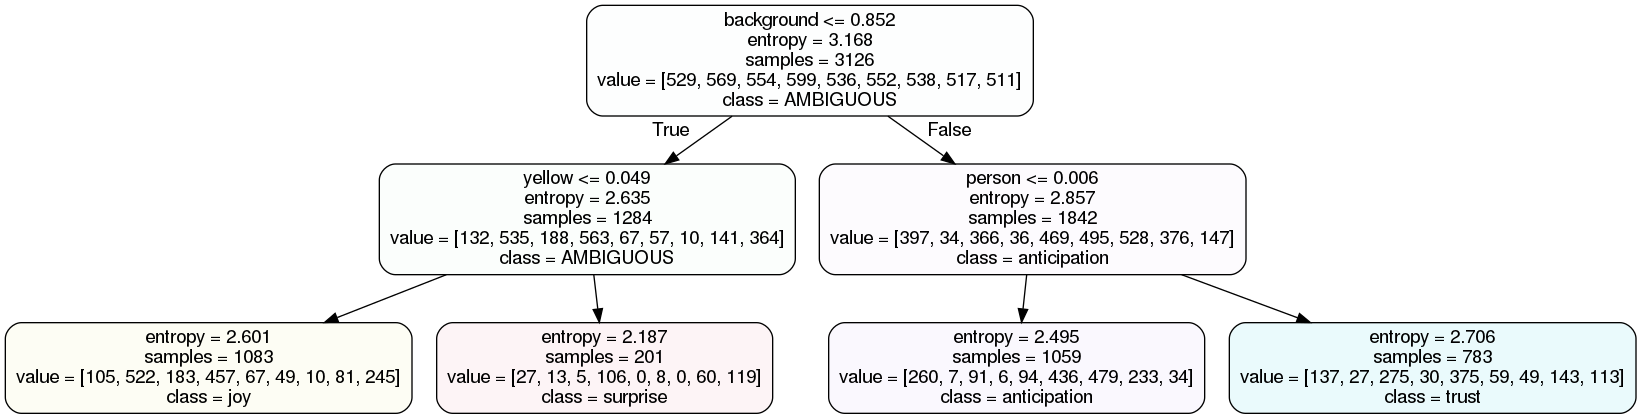 background <= 0.852
entropy = 3.168
samples = 3126
value = [529, 569, 554, 599, 536, 552, 538, 517, 511]
class = AMBIGUOUS
True
False
yellow <= 0.049
entropy = 2.635
samples = 1284
value = [132, 535, 188, 563, 67, 57, 10, 141, 364]
class = AMBIGUOUS
person <= 0.006
entropy = 2.857
samples = 1842
value = [397, 34, 366, 36, 469, 495, 528, 376, 147]
class = anticipation
entropy = 2.601
samples = 1083
value = [105, 522, 183, 457, 67, 49, 10, 81, 245]
class = joy
entropy = 2.187
samples = 201
value = [27, 13, 5, 106, 0, 8, 0, 60, 119]
class = surprise
entropy = 2.495
samples = 1059
value = [260, 7, 91, 6, 94, 436, 479, 233, 34]
class = anticipation
entropy = 2.706
samples = 783
value = [137, 27, 275, 30, 375, 59, 49, 143, 113]
class = trust